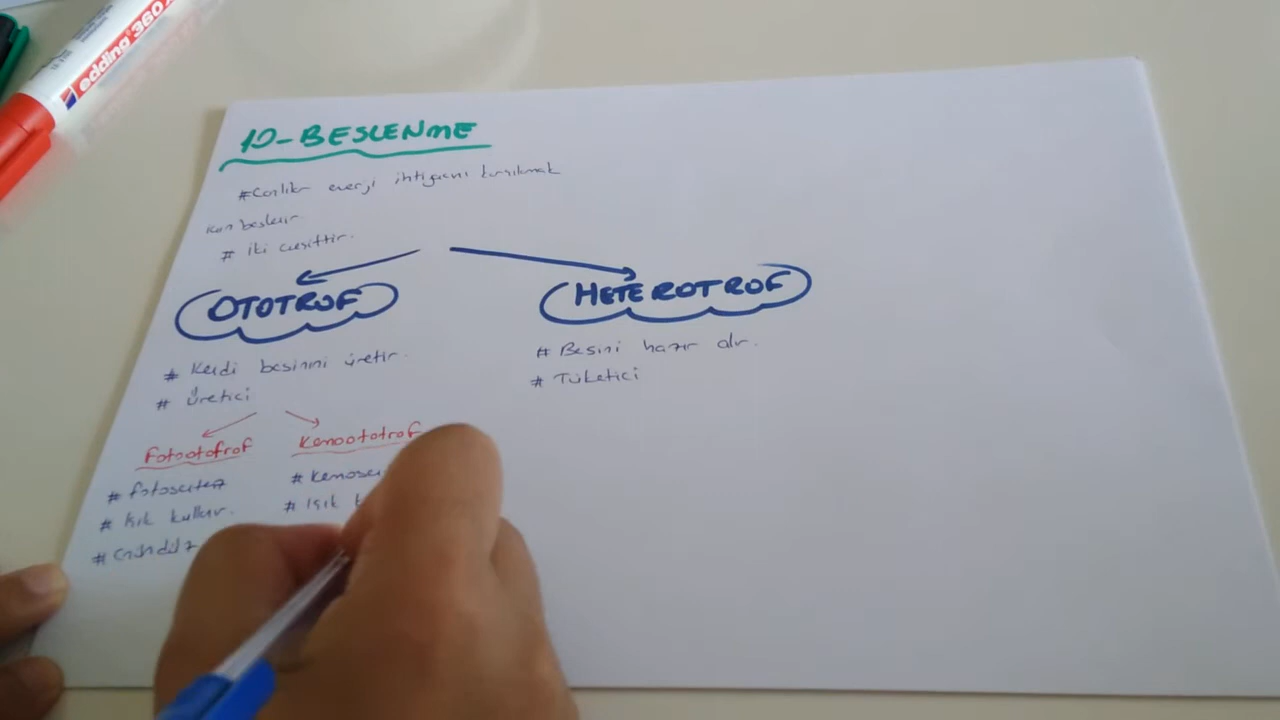 edding 360
10-BESLENME
#Canlılar enerji ihtiyacını karşılamak
için beslenir.
# İki çeşittir.
OTOTROF
HETEROTROF
# Kendi besinini üretir.
# Besini hazır alır.
# Üretici
# Tüketici
Fotoototrof
Kemoototrof
# fotosentez
# Kemosen
# Işık kullanır.
# Işık
# Gündüz